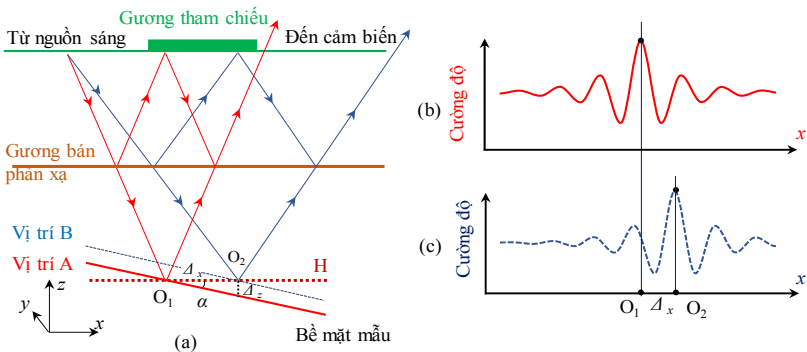 Gương tham chiếu
Từ nguồn sáng
Đến cảm biến
Gương bán
phản xạ
Vị trí B
Vị trí A
Δx
O2
H
O1
α
Δz
z
y
x
Bề mặt mẫu
(a)
Cường độ
(b)
x
Cường độ
(c)
x
O1 Δx O2